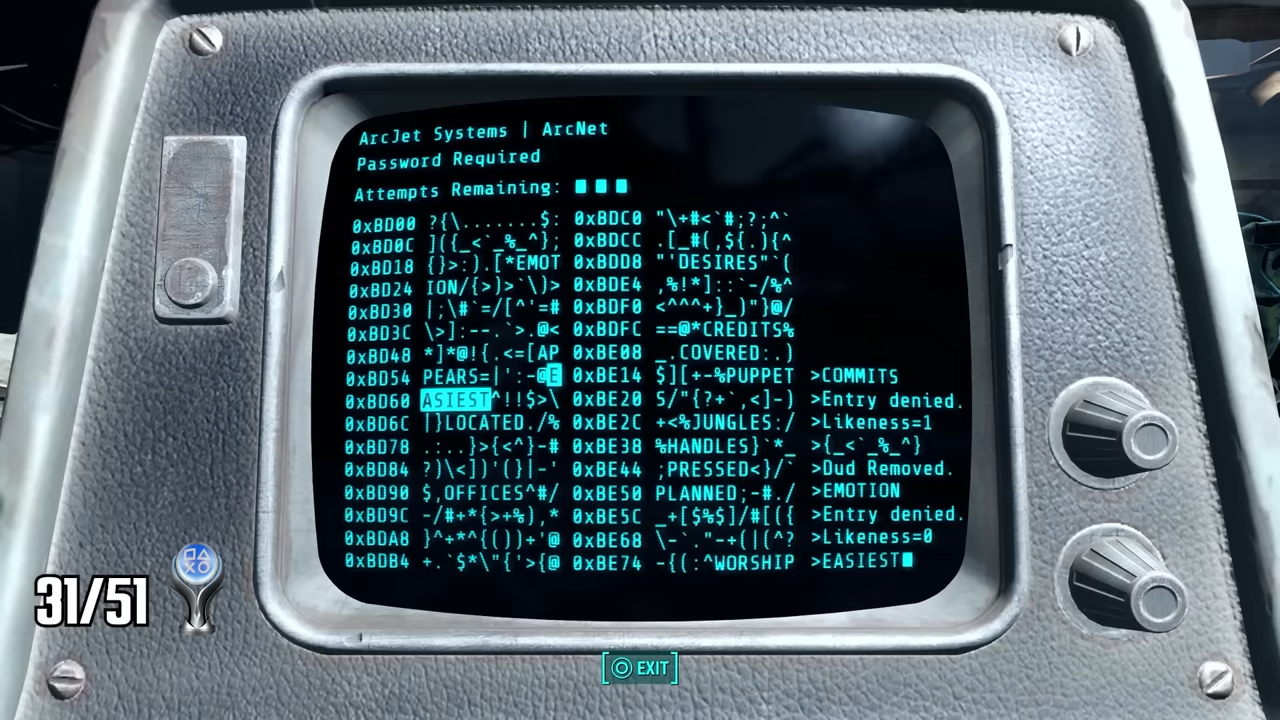 ArcJet Systems | ArcNet
Password Required
Attempts Remaining:
0xBD00 ?{\.......$: 0xBDC0 "\+#<`#;?;^`
0xBD0C ]({_<`_%_^}; 0xBDCC .[_#(,${.){^
0xBD18 {}>:).[*EMOT 0xBDD8 "'DESIRES"`(
0xBD24 ION/{>)>`\)> 0xBDE4 ,%!*]::`-/%^
0xBD30 |;\#`=/[^'=# 0xBDF0 <^^^+}_)"}@/
0xBD3C \>]:--.`>.@< 0xBDFC ==@*CREDITS%
0xBD48 *]*@!{.<=[AP 0xBE08 _.COVERED:.)
0xBD54 PEARS=|':-@E 0xBE14 $][+-%PUPPET >COMMITS
0xBD60 ASIEST^!!$>\ 0xBE20 S/"{?+`,<]-) >Entry denied.
0xBD6C |}LOCATED./% 0xBE2C +<%JUNGLES:/ >Likeness=1
0xBD78 .:..}>{<^}-# 0xBE38 %HANDLES}`*_ >{_<`_%_^}
0xBD84 ?)\<])'(}|-' 0xBE44 ;PRESSED<}/` >Dud Removed.
0xBD90 $,OFFICES^#/ 0xBE50 PLANNED;-#./ >EMOTION
0xBD9C -/#+*{>+%),* 0xBE5C _+[$%$]/#[({ >Entry denied.
0xBDA8 }^+*^{())+'@ 0xBE68 \-`."-+(|(^? >Likeness=0
0xBDB4 +.`$*\"{'>{@ 0xBE74 -{(:^WORSHIP >EASIEST
31/51
EXIT